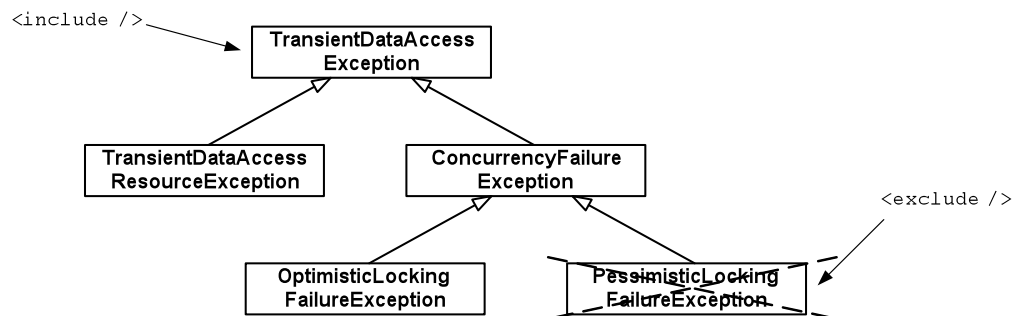 <include />
TransientDataAccess
Exception
TransientDataAccess
ResourceException
ConcurrencyFailure
Exception
<exclude />
OptimisticLocking
FailureException
PessimisticLocking
FailureException